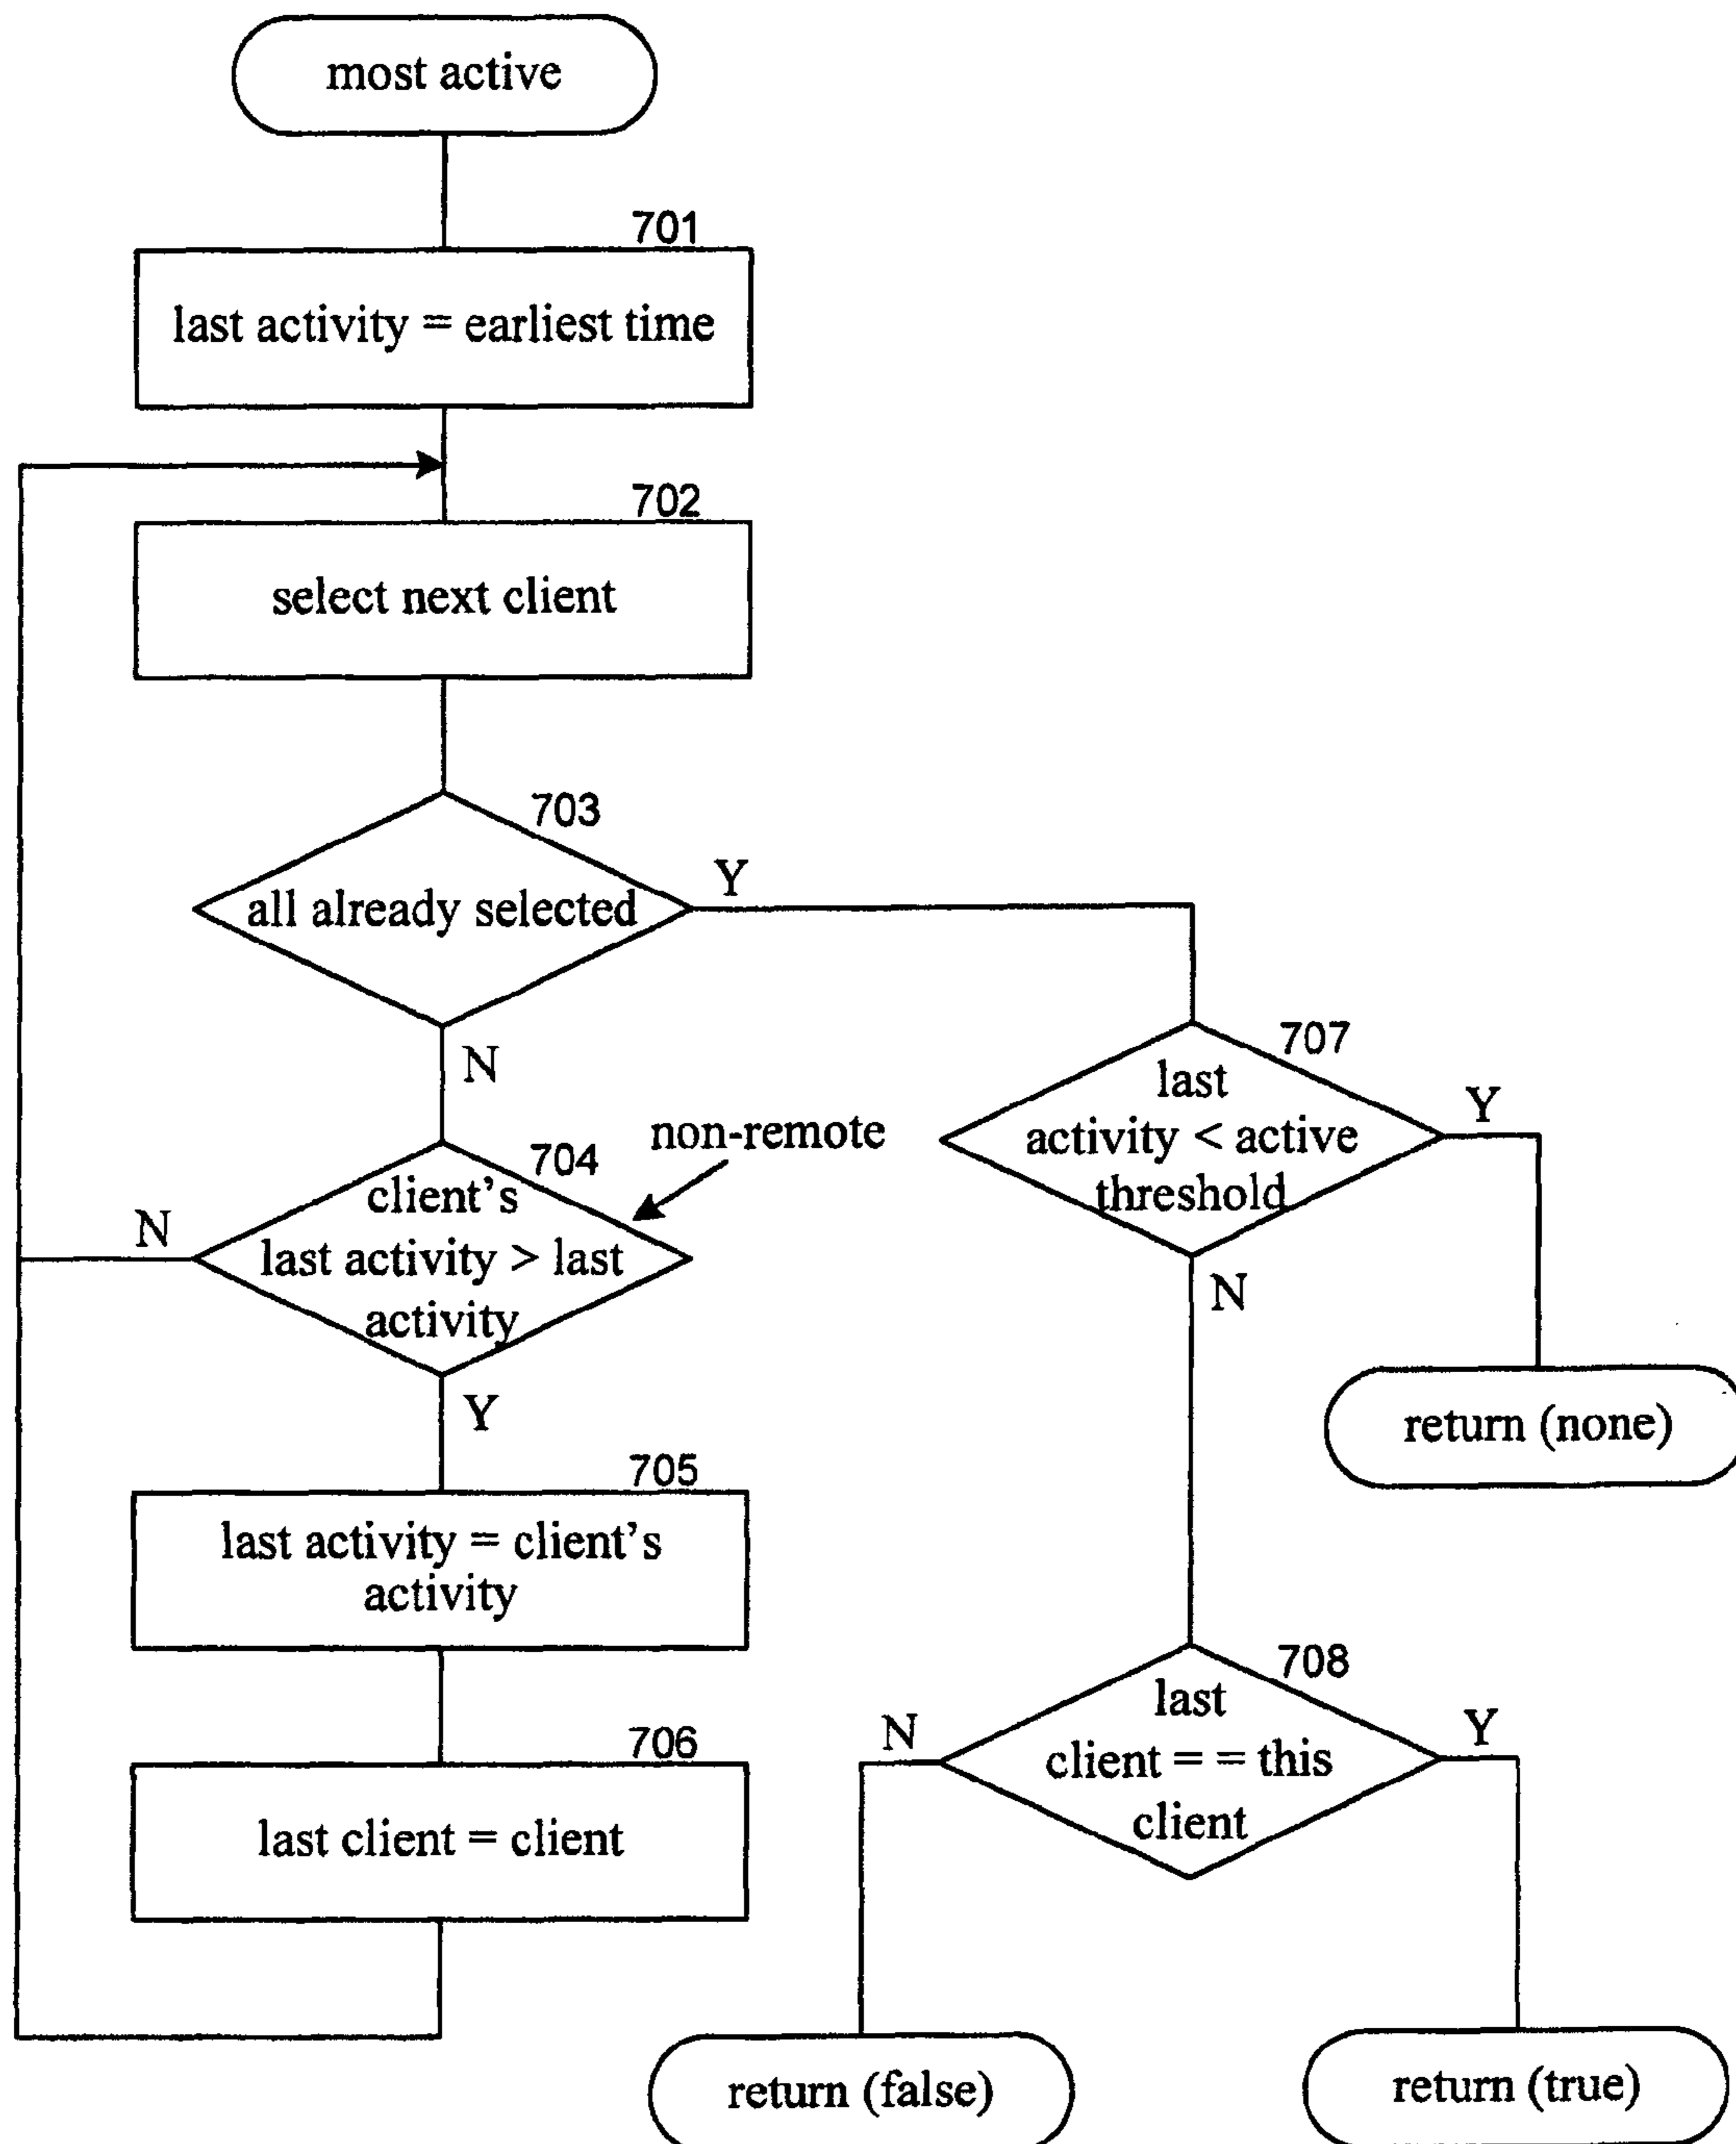 most active
701
last activity = earliest time
702
select next client
703
all already selected
Y
N
704
non-remote
client's
last activity > last
activity
N
Y
705
last activity = client's
activity
706
last client = client
707
last
activity < active
threshold
Y
N
return (none)
708
last
client = = this
client
N
Y
return (false)
return (true)